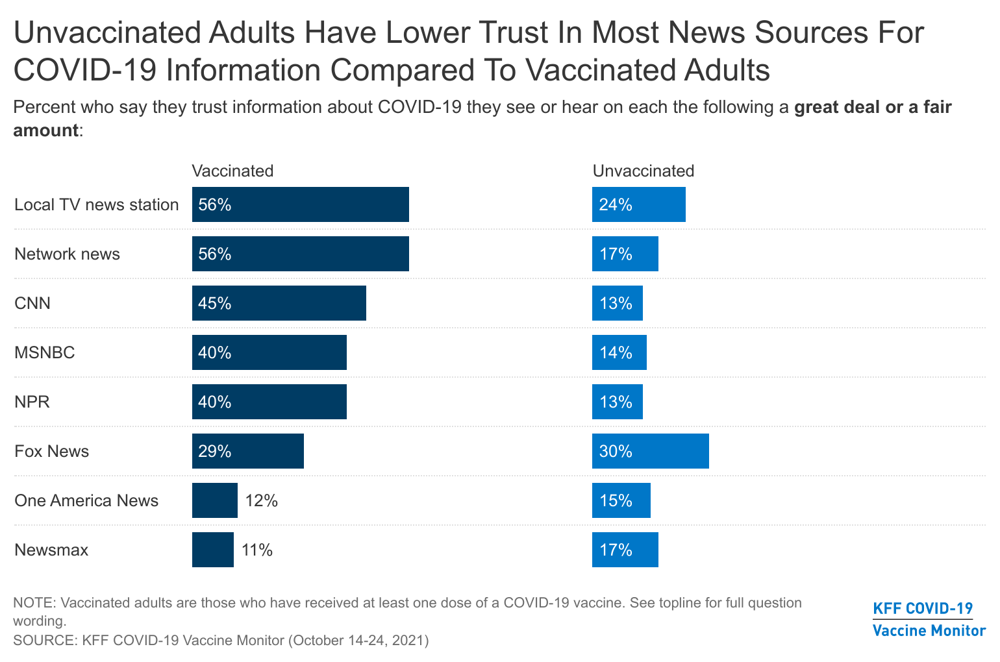 Unvaccinated Adults Have Lower Trust In Most News Sources For
COVID-19 Information Compared To Vaccinated Adults
Percent who say they trust information about COVID-19 they see or hear on each the following a great deal or a fair
amount:
Vaccinated Unvaccinated
Local TV news station 56% 24%
Network news 56% 17%
CNN 45% 13%
MSNBC 40% 14%
NPR 40% 13%
Fox News 29% 30%
One America News 12% 15%
Newsmax 11% 17%
NOTE: Vaccinated adults are those who have received at least one dose of a COVID-19 vaccine. See topline for full question
wording.
SOURCE: KFF COVID-19 Vaccine Monitor (October 14-24, 2021)
KFF COVID-19
Vaccine Monitor